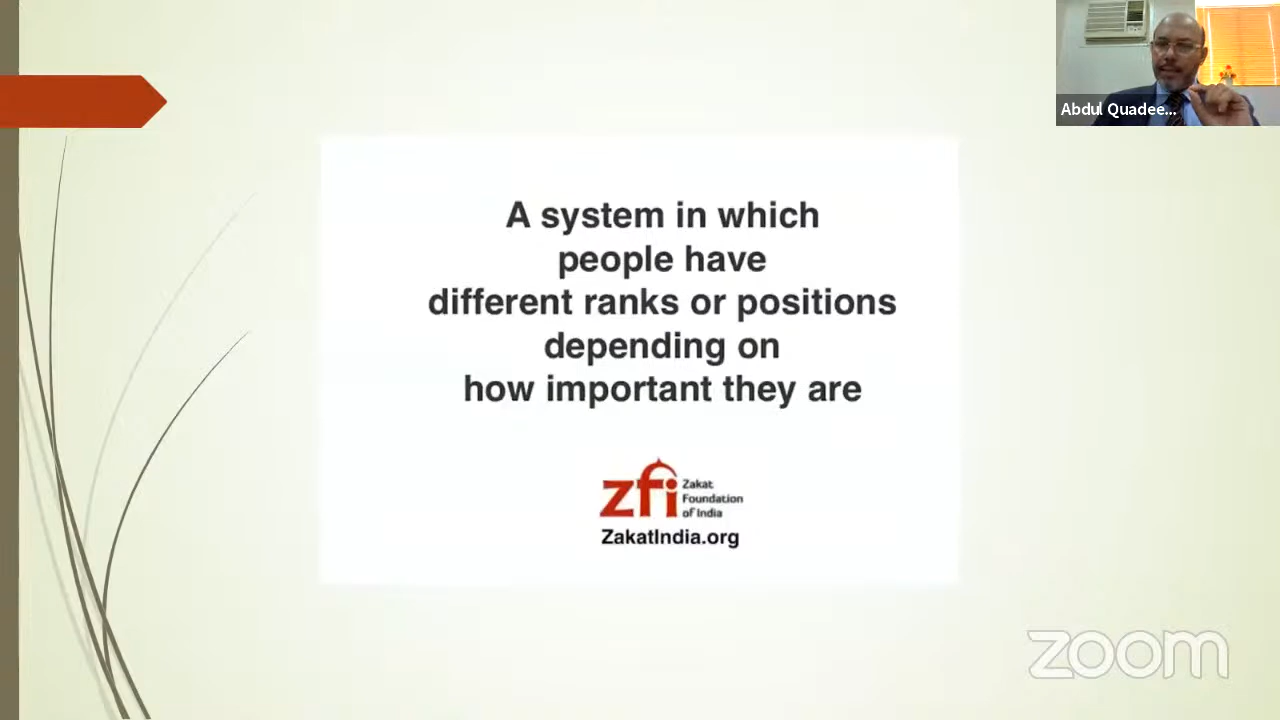 Abdul Quadee...
A system in which
people have
different ranks or positions
depending on
how important they are
zfi
Zakat
Foundation
of India
ZakatIndia.org
zoom